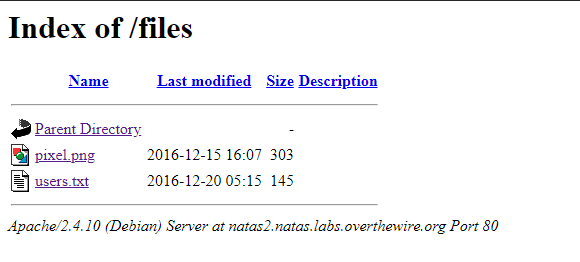 Index of /files
Name Last modified Size Description
Parent Directory -
pixel.png 2016-12-15 16:07 303
users.txt 2016-12-20 05:15 145
Apache/2.4.10 (Debian) Server at natas2.natas.labs.overthewire.org Port 80